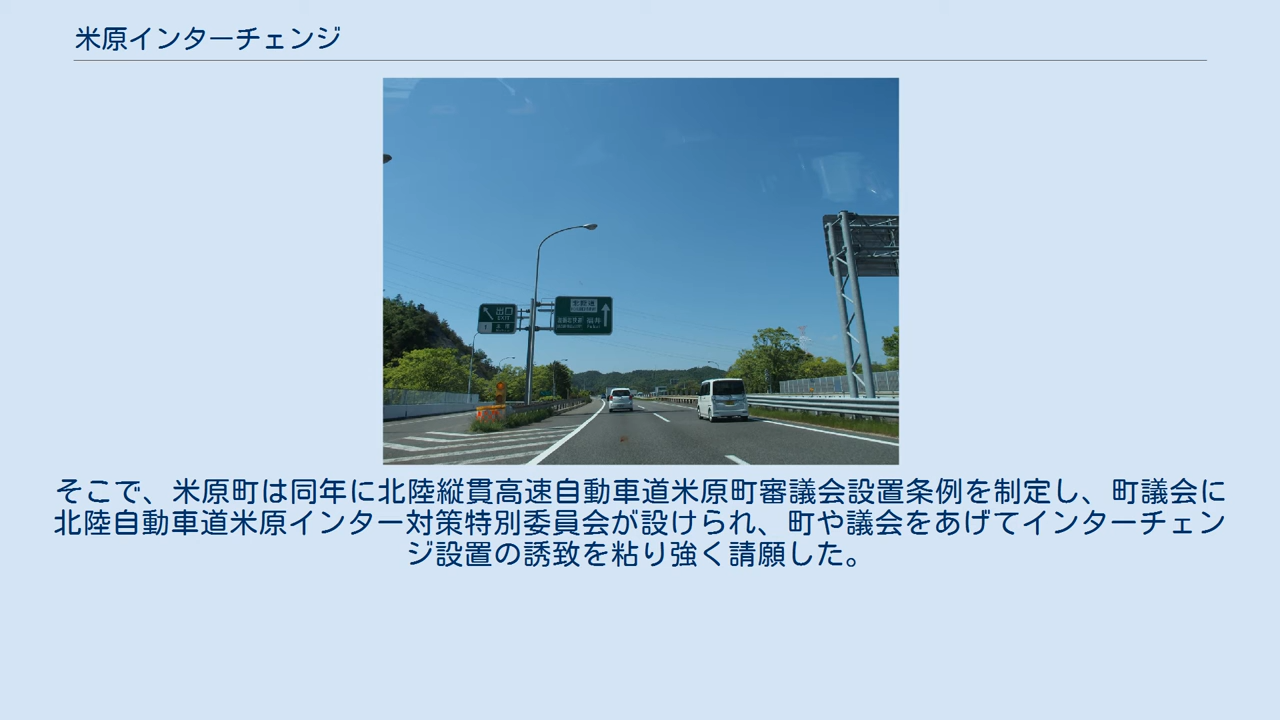 米原インターチェンジ
出口
北陸道
福井
Fukui
そこで、米原町は同年に北陸縦貫高速自動車道米原町審議会設置条例を制定し、町議会に
北陸自動車道米原インター対策特別委員会が設けられ、町や議会をあげてインターチェン
ジ設置の誘致を粘り強く請願した。